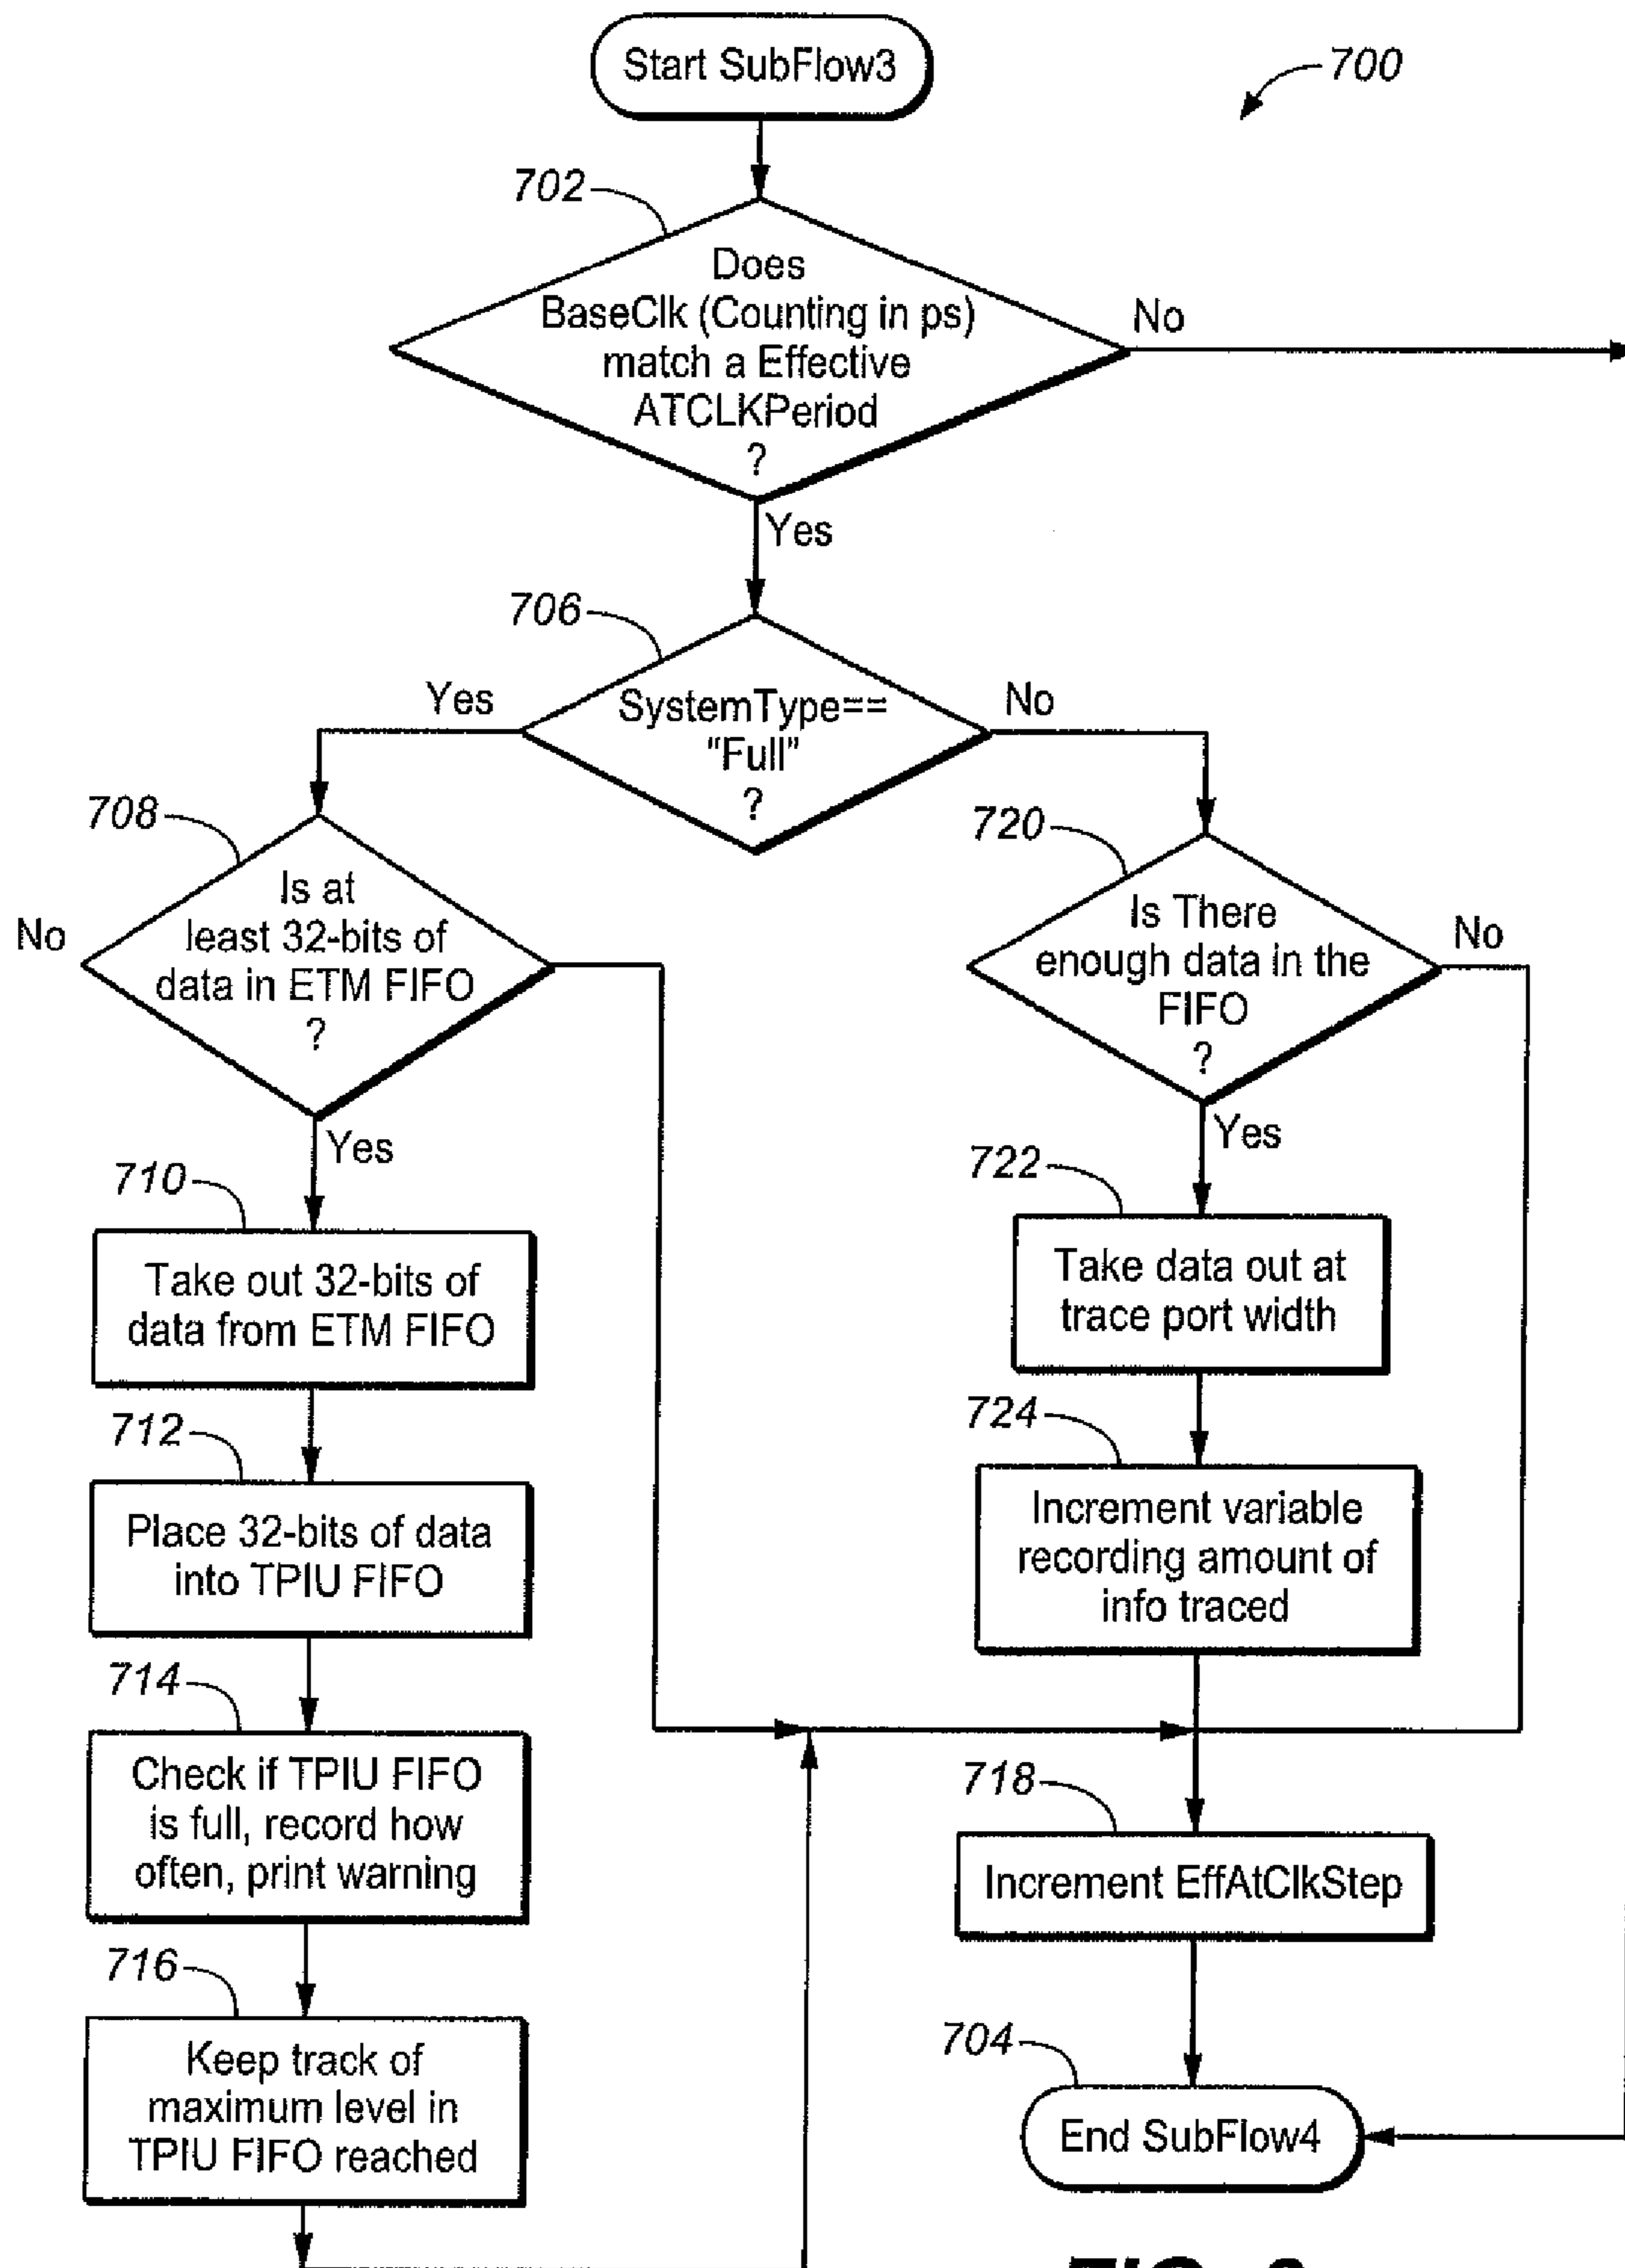 Start SubFlow3
700
702
Does
BaseClk (Counting in ps)
match a Effective
ATCLKPeriod
?
No
Yes
706
SystemType==
"Full"
?
Yes
No
708
Is at
least 32-bits of
data in ETM FIFO
?
No
Yes
720
Is There
enough data in the
FIFO
?
No
Yes
710
Take out 32-bits of
data from ETM FIFO
722
Take data out at
trace port width
712
Place 32-bits of data
into TPIU FIFO
724
Increment variable
recording amount of
info traced
714
Check if TPIU FIFO
is full, record how
often, print warning
718
Increment EffAtClkStep
716
Keep track of
maximum level in
TPIU FIFO reached
704
End SubFlow4